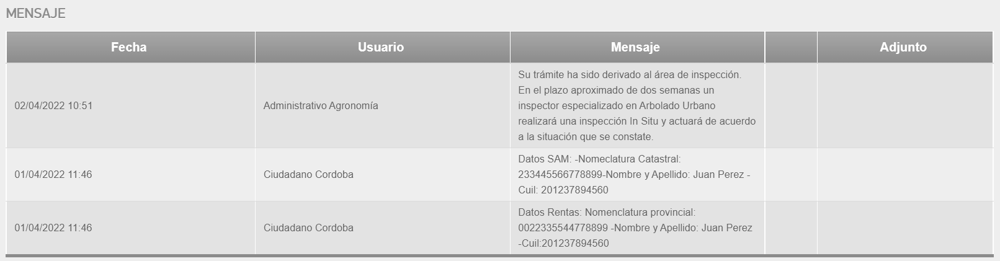 MENSAJE
Fecha Usuario Mensaje Adjunto
Su trámite ha sido derivado al área de inspección.
En el plazo aproximado de dos semanas un
02/04/2022 10:51 Administrativo Agronomía inspector especializado en Arbolado Urbano
realizará una inspección In Situ y actuará de acuerdo
a la situación que se constate.
Datos SAM: -Nomeclatura Catastral:
01/04/2022 11:46 Ciudadano Cordoba 233445566778899-Nombre y Apellido: Juan Perez -
Cuil: 201237894560
Datos Rentas: Nomenclatura provincial:
01/04/2022 11:46 Ciudadano Cordoba 0022335544778899 -Nombre y Apellido: Juan Perez
-Cuil:201237894560